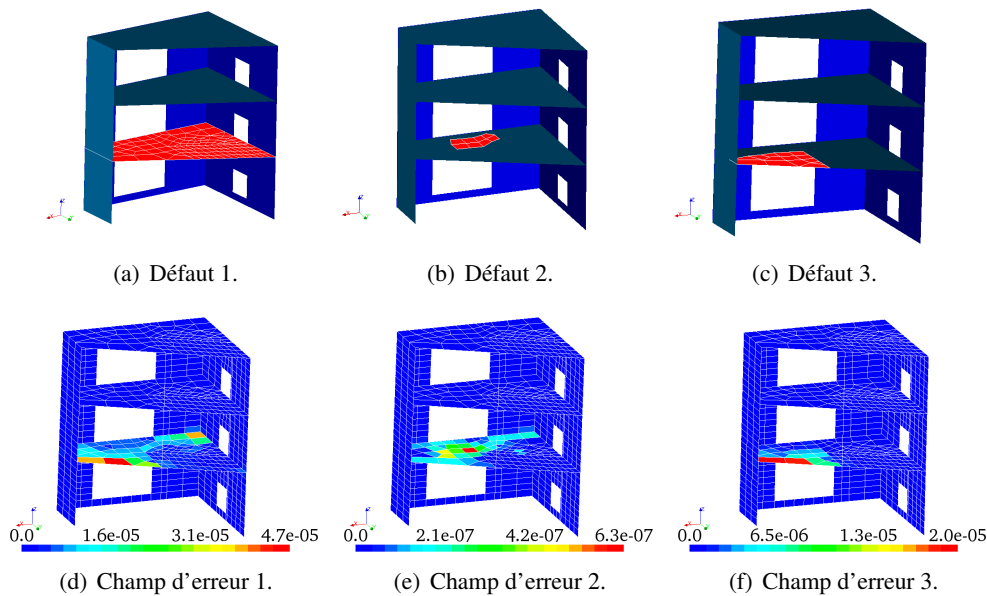 (a) Défaut 1.
(b) Défaut 2.
(c) Défaut 3.
0.0 1.6e-05 3.1e-05 4.7e-05
0.0 2.1e-07 4.2e-07 6.3e-07
0.0 6.5e-06 1.3e-05 2.0e-05
(d) Champ d'erreur 1.
(e) Champ d'erreur 2.
(f) Champ d'erreur 3.